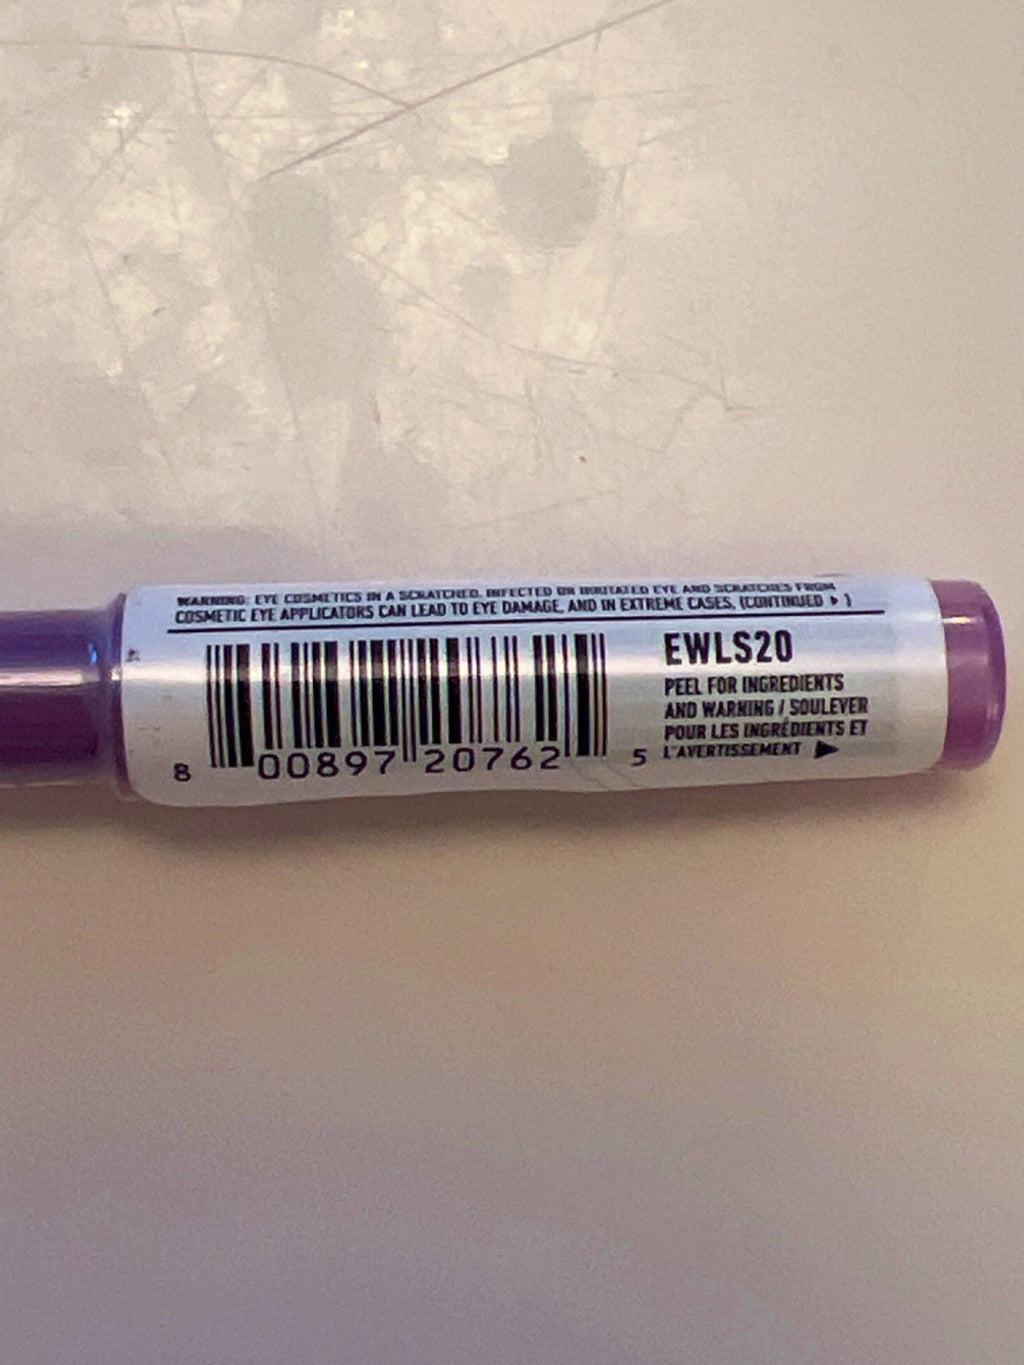 WARNING: EYE COSMETICS IN A SCRATCHED, INFECTED OR IRRITATED EYE AND SCRATCHES FROM
COSMETIC EYE APPLICATORS CAN LEAD TO EYE DAMAGE, AND IN EXTREME CASES, (CONTINUED ▸ )
EWLS20
PEEL FOR INGREDIENTS
AND WARNING / SOULEVER
POUR LES INGRÉDIENTS ET
L'AVERTISSEMENT ▶
8 00897 20762 5